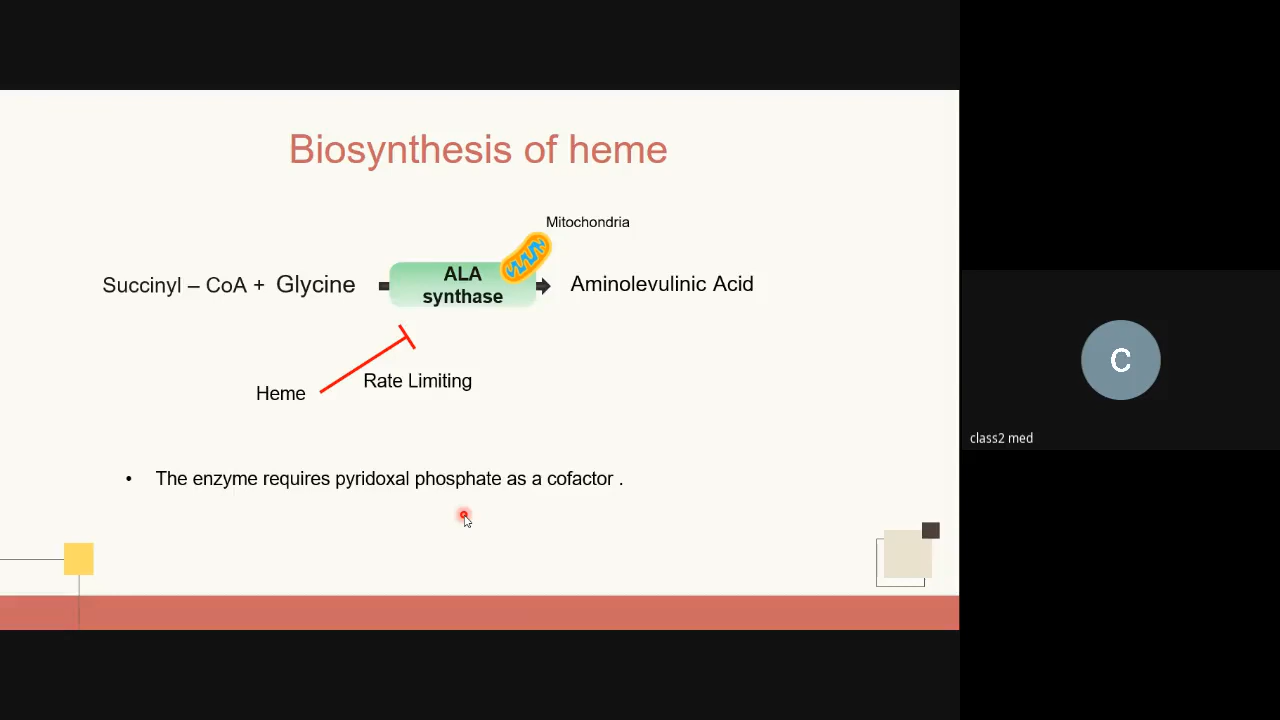 Biosynthesis of heme
Mitochondria
Succinyl – CoA + Glycine
ALA
synthase
Aminolevulinic Acid
Heme
Rate Limiting
• The enzyme requires pyridoxal phosphate as a cofactor .
C
class2 med